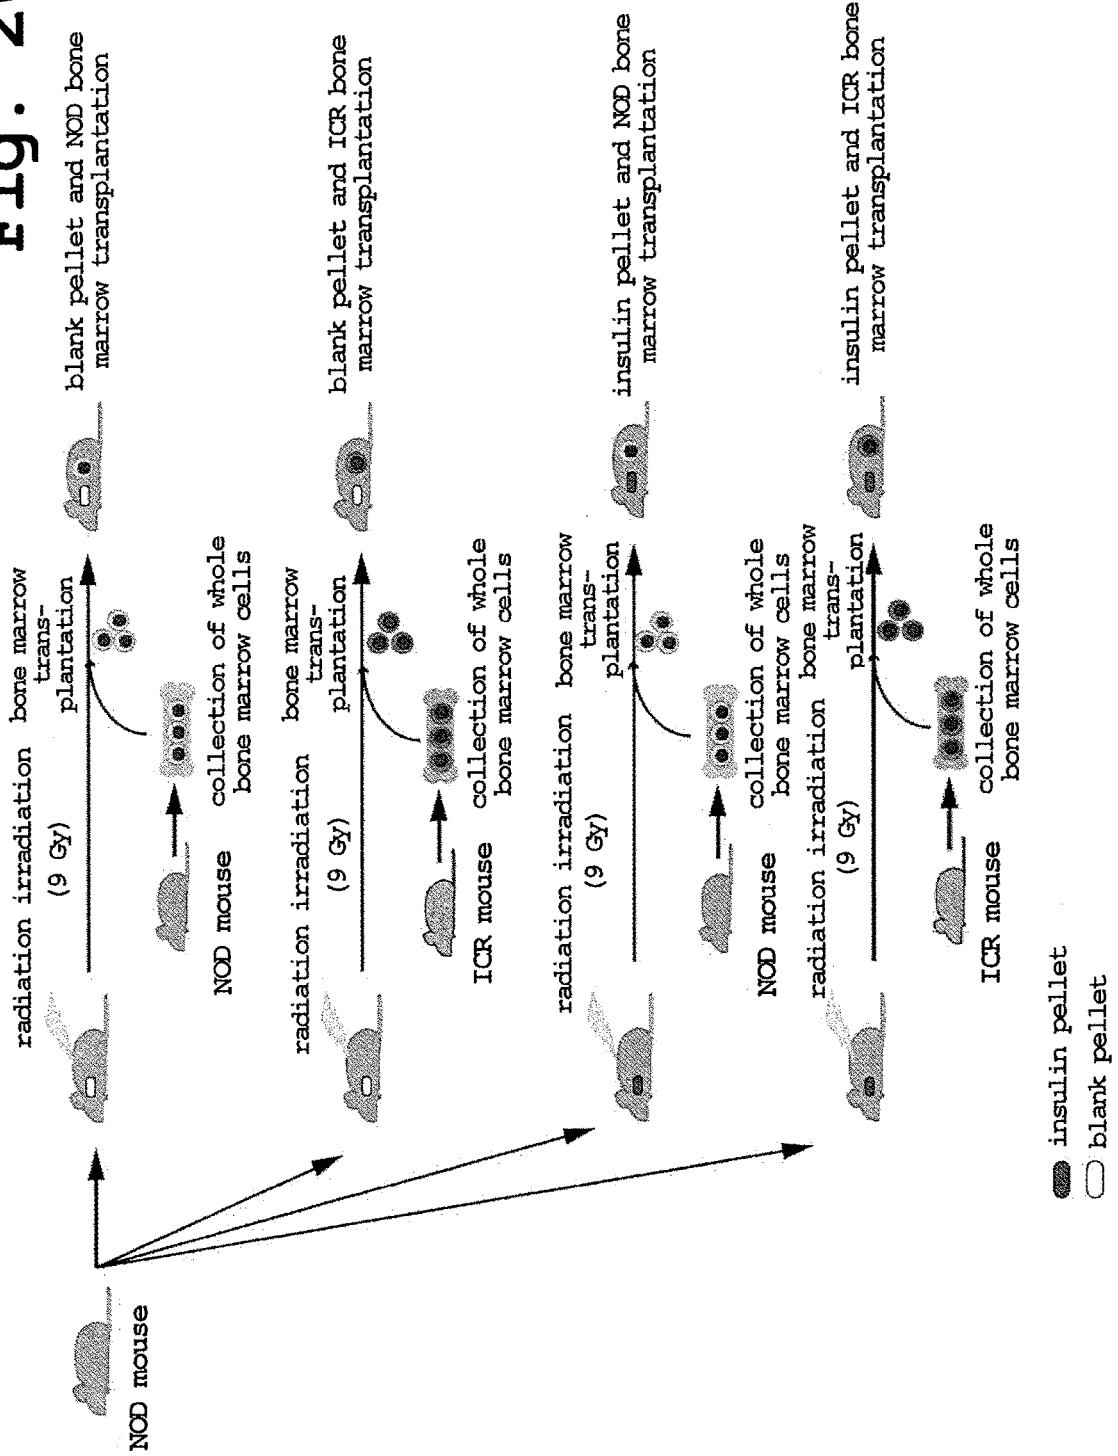 Fig. 2
NOD mouse
radiation irradiation
(9 Gy)
bone marrow
trans-
plantation
blank pellet and NOD bone
marrow transplantation
NOD mouse
collection of whole
bone marrow cells
radiation irradiation
(9 Gy)
bone marrow
trans-
plantation
blank pellet and ICR bone
marrow transplantation
ICR mouse
collection of whole
bone marrow cells
radiation irradiation
(9 Gy)
bone marrow
trans-
plantation
insulin pellet and NOD bone
marrow transplantation
NOD mouse
collection of whole
bone marrow cells
radiation irradiation
(9 Gy)
bone marrow
trans-
plantation
insulin pellet and ICR bone
marrow transplantation
ICR mouse
collection of whole
bone marrow cells
insulin pellet
blank pellet